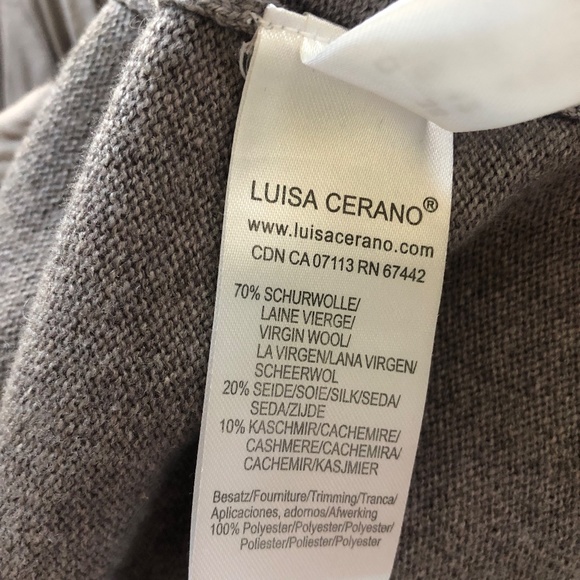 LUISA CERANO®
www.luisacerano.com
CDN CA 07113 RN 67442
70% SCHURWOLLE/
LAINE VIERGE/
VIRGIN WOOL/
LA VIRGEN/LANA VIRGEN/
SCHEERWOL
20% SEIDE/SOIE/SILK/SEDA/
SEDA/ZIJDE
10% KASCHMIR/CACHEMIRE/
CASHMERE/CACHEMIRA/
CACHEMIR/KASJMIER
Besatz/Fourniture/Trimming/Tranca/
Aplicaciones, adornos/Afwerking
100% Polyester/Polyester/Polyester/
Poliester/Poliester/Polyester